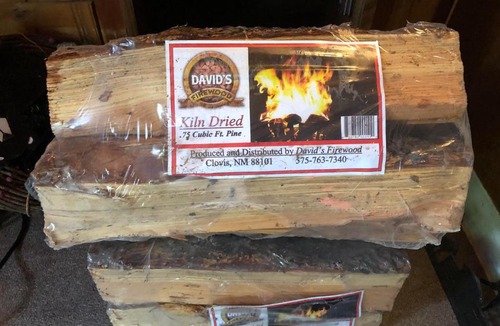 DAVID'S
FIREWOOD
Kiln Dried
.75 Cubic Ft. Pine
Produced and Distributed by David's Firewood
Clovis, NM 88101 575-763-7340